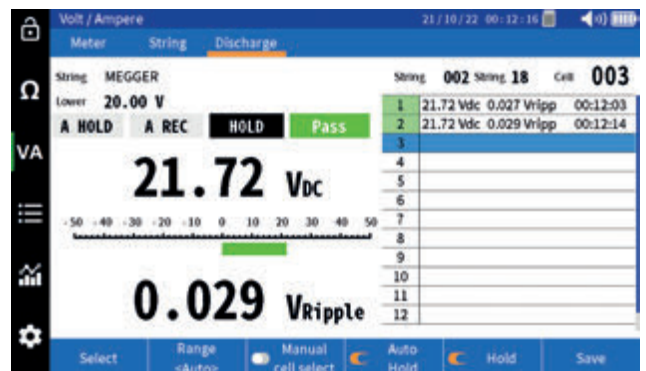 Volt / Ampere 21/10/22 00:12:16
Meter String Discharge
String MEGGER
Lower 20.00 V
A HOLD A REC HOLD Pass
21.72 VDC
-50 -40 -30 -20 -10 0 10 20 30 40 50
0.029 VRipple
String 002 String 18 Cell 003
1 21.72 Vdc 0.027 Vripp 00:12:03
2 21.72 Vdc 0.029 Vripp 00:12:14
3
4
5
6
7
8
9
10
11
12
Ω
VA
Select
Range
<Auto>
Manual
cell select
Auto
Hold
Hold
Save